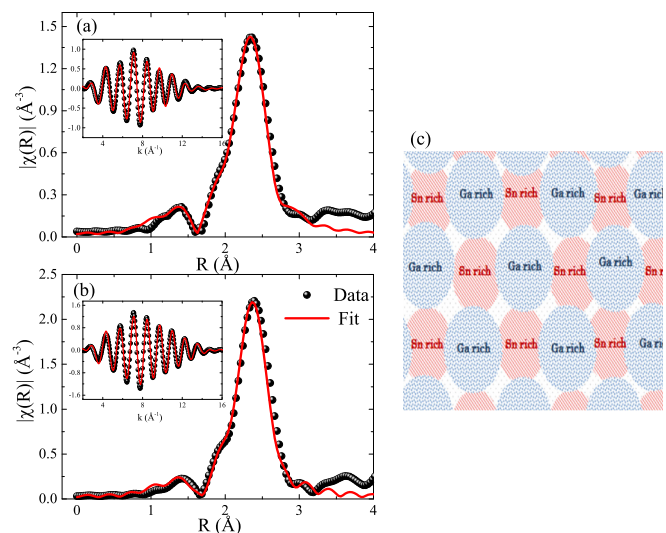 (a)
1.5
1.2
0.9
0.6
0.3
0.0
|χ(R)| (Å⁻³)
1.0
0.5
0.0
-0.5
-1.0
4 8 12 16
k (Å⁻¹)
0 1 2 3 4
R (Å)
(b)
2.5
2.0
1.5
1.0
0.5
0.0
|χ(R)| (Å⁻³)
1.6
0.8
0.0
-0.8
-1.6
4 8 12 16
k (Å⁻¹)
Data
Fit
0 1 2 3 4
R (Å)
(c)
Sn rich Ga rich Sn rich Ga rich Sn rich Ga rich
Ga rich Sn rich Ga rich Sn rich Ga rich Sn r
Sn rich Ga rich Sn rich Ga rich Sn rich Ga rich